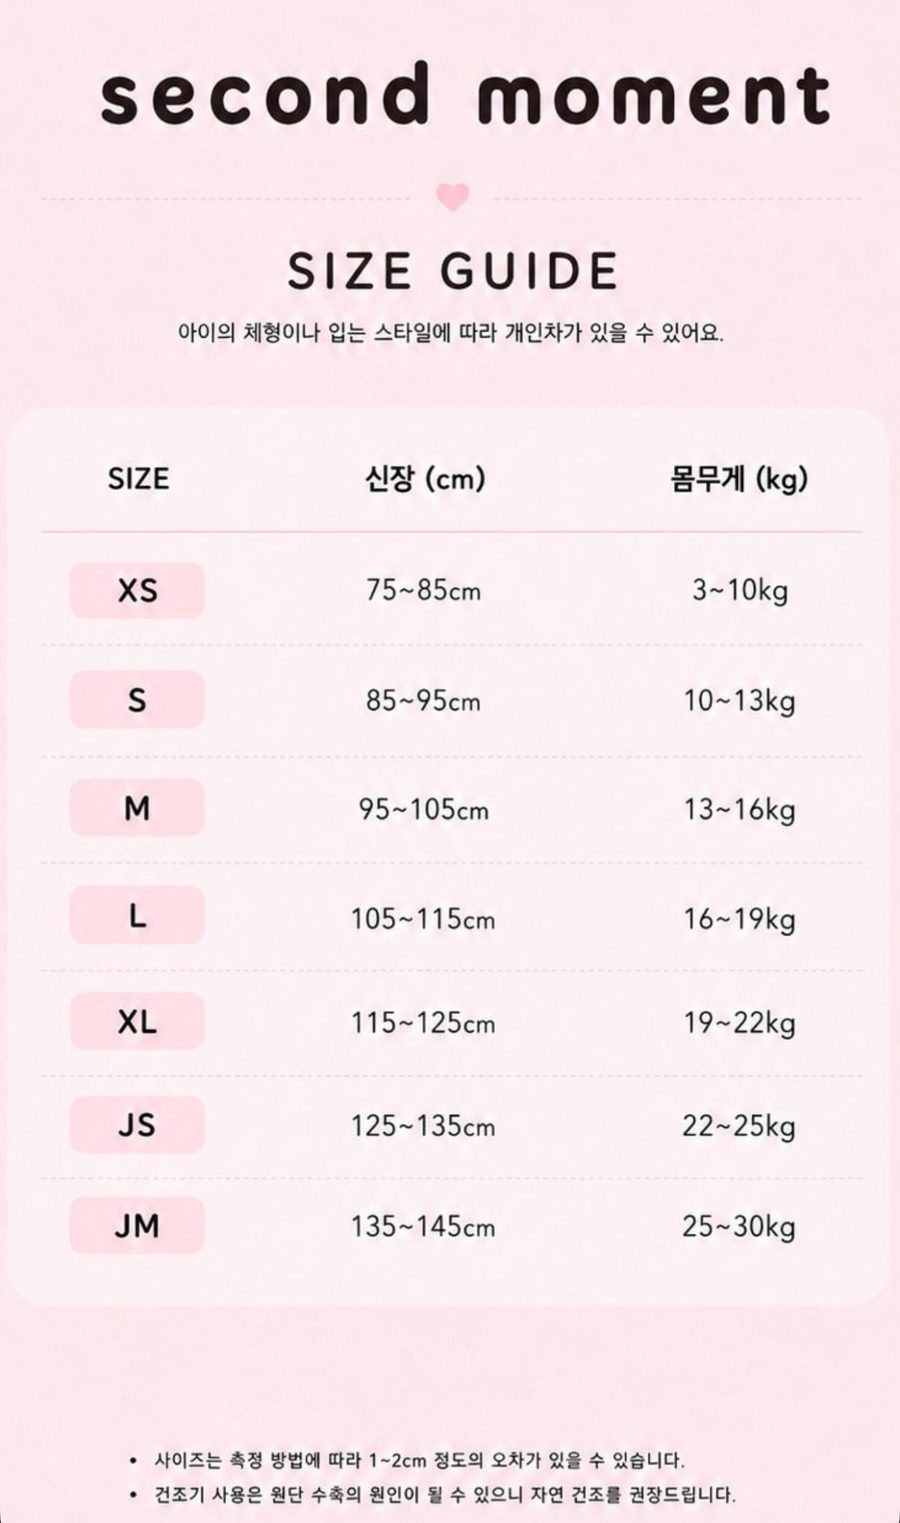 second moment
SIZE GUIDE
아이의 체형이나 입는 스타일에 따라 개인차가 있을 수 있어요.
SIZE 신장 (cm) 몸무게 (kg)
XS 75~85cm 3~10kg
S 85~95cm 10~13kg
M 95~105cm 13~16kg
L 105~115cm 16~19kg
XL 115~125cm 19~22kg
JS 125~135cm 22~25kg
JM 135~145cm 25~30kg
• 사이즈는 측정 방법에 따라 1~2cm 정도의 오차가 있을 수 있습니다.
• 건조기 사용은 원단 수축의 원인이 될 수 있으니 자연 건조를 권장드립니다.